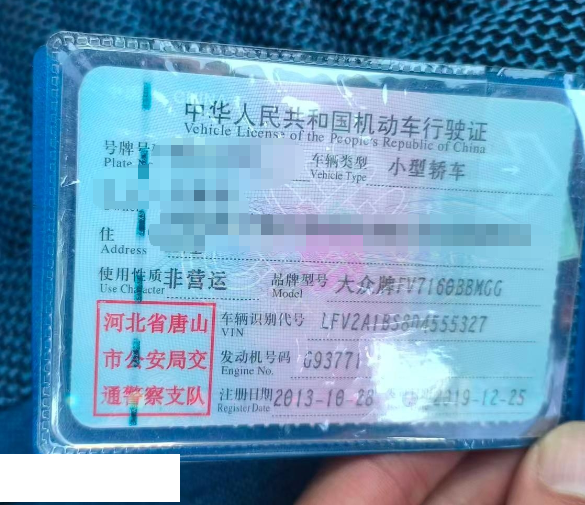 中华人民共和国机动车行驶证
Vehicle License of the People's Republic of China
号牌号
Plate
车辆类型 小型轿车
Vehicle Type
住
Address
使用性质 非营运 品牌型号 大众牌FV7160BBMGG
Use Character Model
河北省唐山
市公安局交
通警察支队
车辆识别代号 LFV2A1BS8D4555327
VIN
发动机号码 G93771
Engine No.
注册日期 2013-10-28 2019-12-25
Register Date